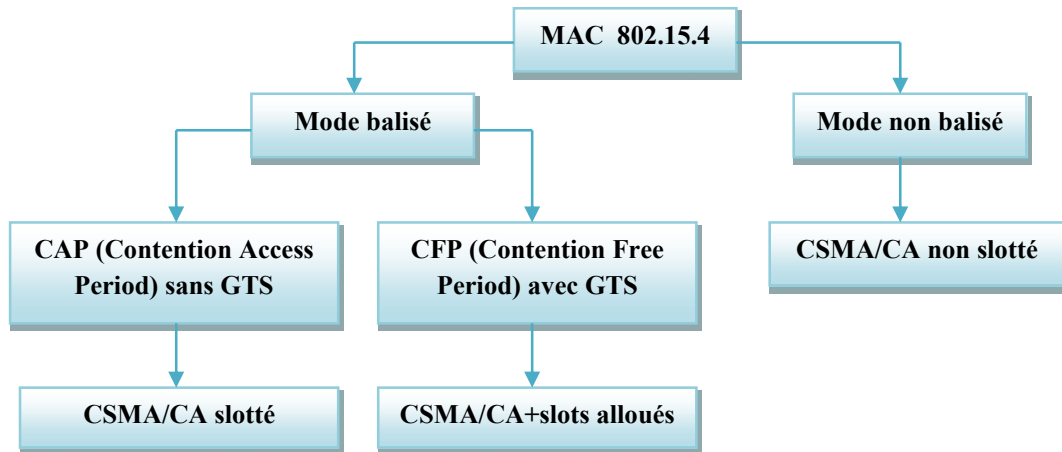 MAC 802.15.4
Mode balisé
Mode non balisé
CAP (Contention Access
Period) sans GTS
CFP (Contention Free
Period) avec GTS
CSMA/CA non slotté
CSMA/CA slotté
CSMA/CA+slots alloués